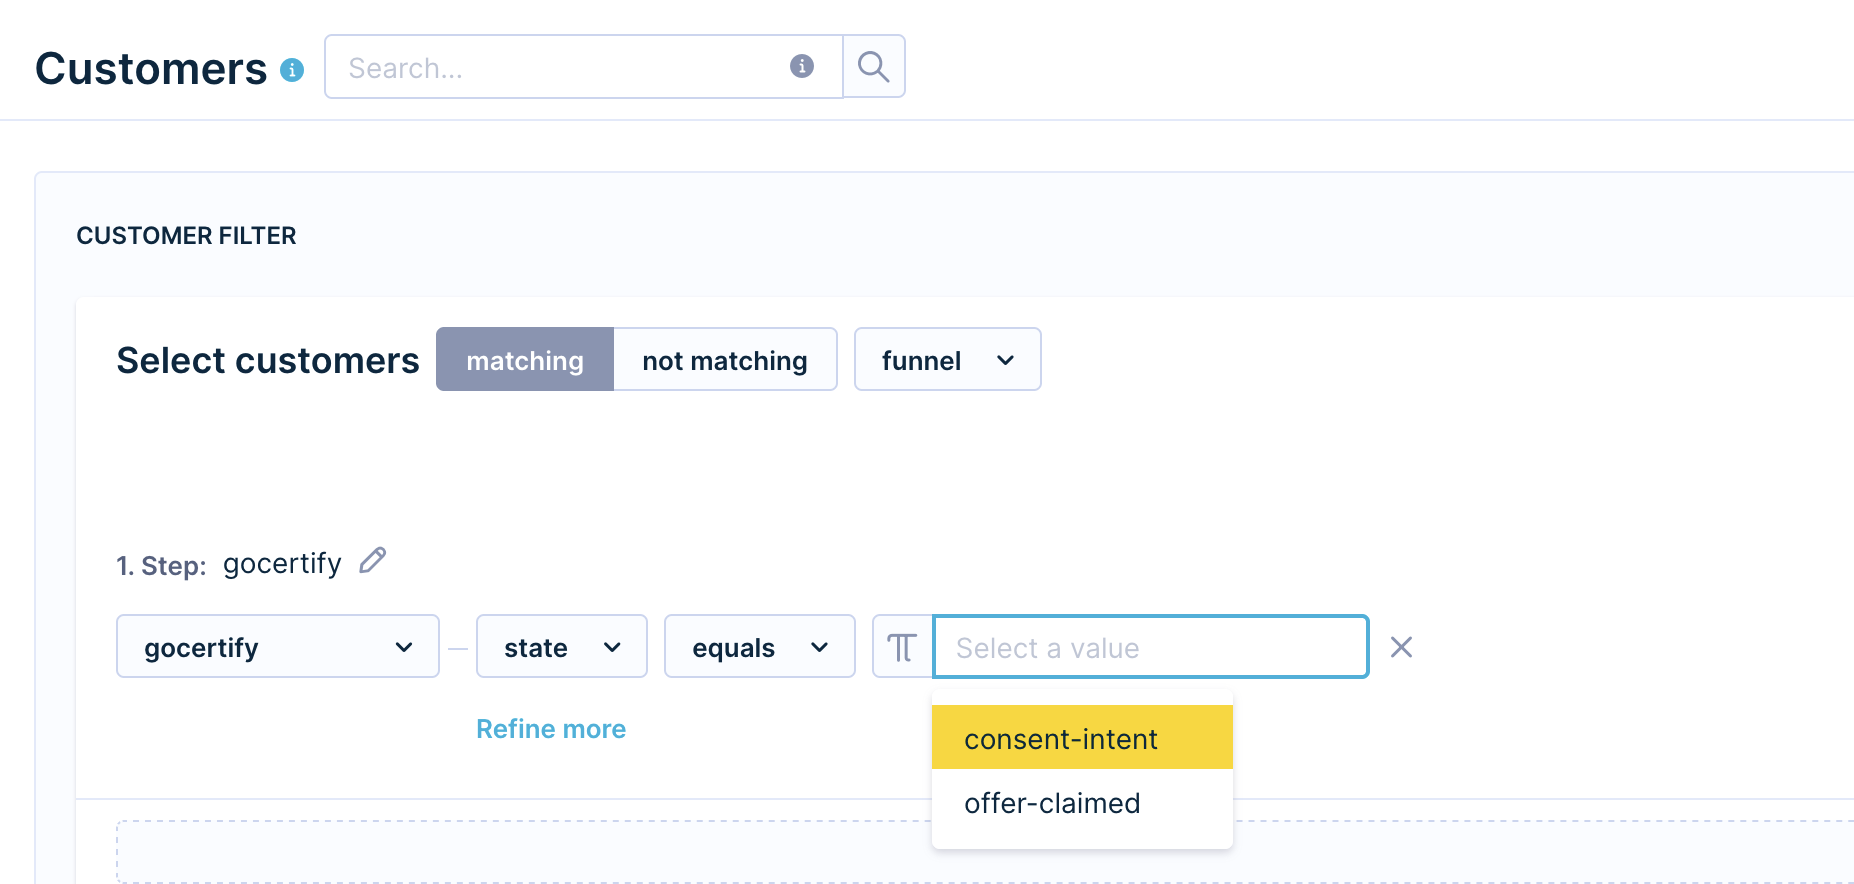 Customers
Search...
CUSTOMER FILTER
Select customers matching not matching funnel
1. Step: gocertify
gocertify state equals Select a value
Refine more
consent-intent
offer-claimed